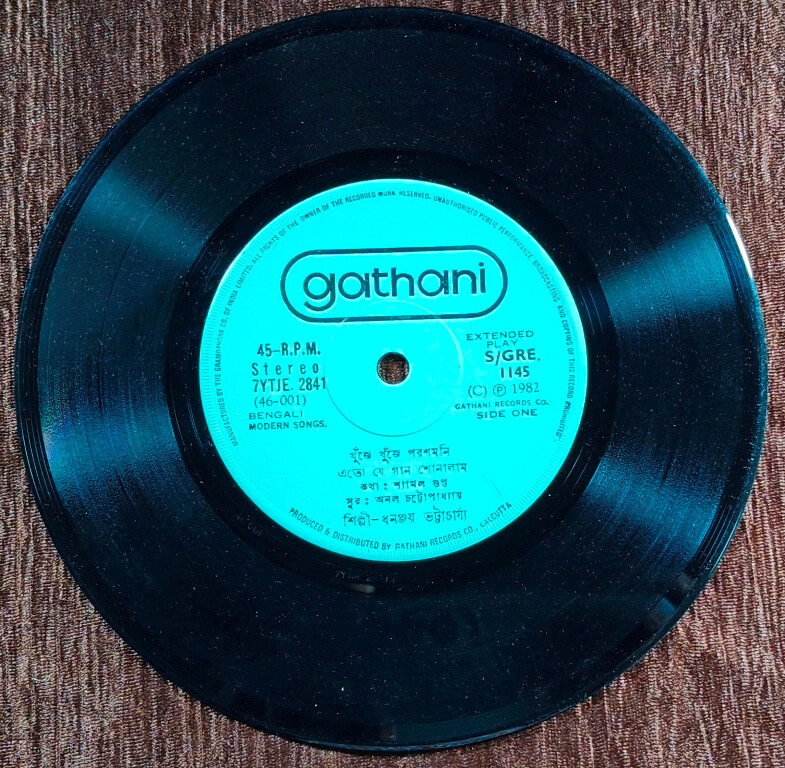 MANUFACTURED BY THE GRAMOPHONE CO. OF INDIA LIMITED. ALL RIGHTS OF THE OWNER OF THE RECORDED WORK RESERVED. UNAUTHORISED PUBLIC PERFORMANCE BROADCASTING AND COPYING OF THIS RECORD PROHIBITED.
gathani
45-R.P.M.
Stereo
7YTJE. 2841
(46-001)
BENGALI
MODERN SONGS.
EXTENDED
PLAY
S/GRE.
1145
(C) Ⓟ 1982
GATHANI RECORDS Co.
SIDE ONE
খুঁজে খুঁজে পরশমনি
এতো যে গান শোনালাম
কথা : শ্যামল গুপ্ত
সুর : অনল চট্টোপাধ্যায়
শিল্পী-ধনঞ্জয় ভট্টাচার্য্য
PRODUCED & DISTRIBUTED BY GATHANI RECORDS CO., CALCUTTA